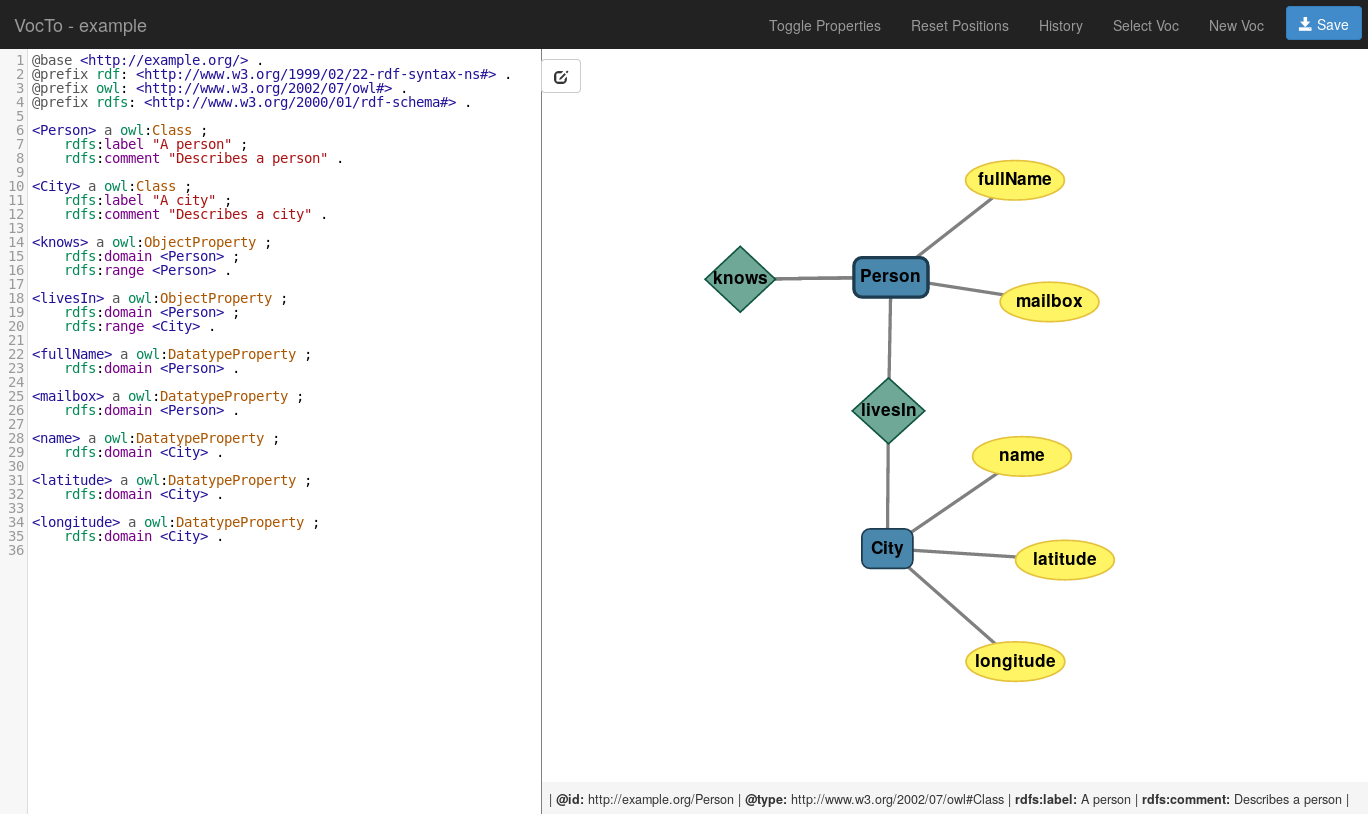 VocTo - example
Toggle Properties Reset Positions History Select Voc New Voc Save
1 @base <http://example.org/> .
2 @prefix rdf: <http://www.w3.org/1999/02/22-rdf-syntax-ns#> .
3 @prefix owl: <http://www.w3.org/2002/07/owl#> .
4 @prefix rdfs: <http://www.w3.org/2000/01/rdf-schema#> .
5
6 <Person> a owl:Class ;
7     rdfs:label "A person" ;
8     rdfs:comment "Describes a person" .
9
10 <City> a owl:Class ;
11     rdfs:label "A city" ;
12     rdfs:comment "Describes a city" .
13
14 <knows> a owl:ObjectProperty ;
15     rdfs:domain <Person> ;
16     rdfs:range <Person> .
17
18 <livesIn> a owl:ObjectProperty ;
19     rdfs:domain <Person> ;
20     rdfs:range <City> .
21
22 <fullName> a owl:DatatypeProperty ;
23     rdfs:domain <Person> .
24
25 <mailbox> a owl:DatatypeProperty ;
26     rdfs:domain <Person> .
27
28 <name> a owl:DatatypeProperty ;
29     rdfs:domain <City> .
30
31 <latitude> a owl:DatatypeProperty ;
32     rdfs:domain <City> .
33
34 <longitude> a owl:DatatypeProperty ;
35     rdfs:domain <City> .
36
fullName
knows
Person
mailbox
livesIn
name
City
latitude
longitude
| @id: http://example.org/Person | @type: http://www.w3.org/2002/07/owl#Class | rdfs:label: A person | rdfs:comment: Describes a person |